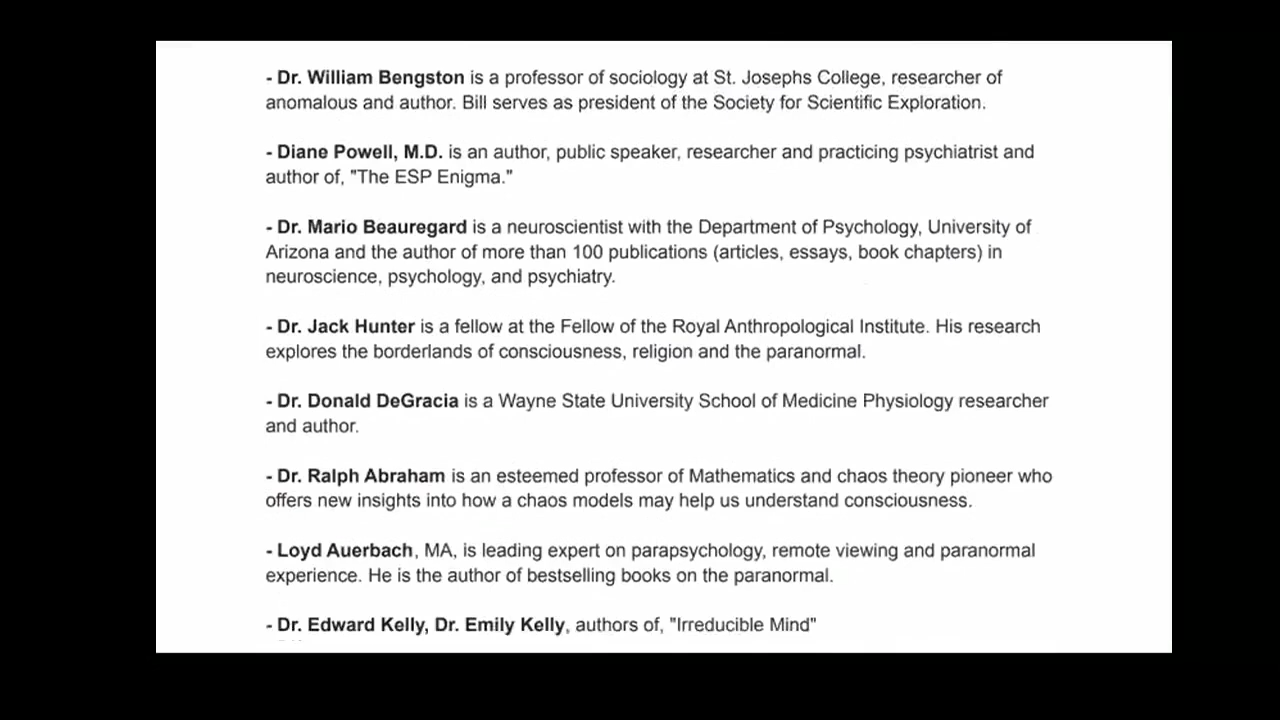 - Dr. William Bengston is a professor of sociology at St. Josephs College, researcher of
anomalous and author. Bill serves as president of the Society for Scientific Exploration.
- Diane Powell, M.D. is an author, public speaker, researcher and practicing psychiatrist and
author of, "The ESP Enigma."
- Dr. Mario Beauregard is a neuroscientist with the Department of Psychology, University of
Arizona and the author of more than 100 publications (articles, essays, book chapters) in
neuroscience, psychology, and psychiatry.
- Dr. Jack Hunter is a fellow at the Fellow of the Royal Anthropological Institute. His research
explores the borderlands of consciousness, religion and the paranormal.
- Dr. Donald DeGracia is a Wayne State University School of Medicine Physiology researcher
and author.
- Dr. Ralph Abraham is an esteemed professor of Mathematics and chaos theory pioneer who
offers new insights into how a chaos models may help us understand consciousness.
- Loyd Auerbach, MA, is leading expert on parapsychology, remote viewing and paranormal
experience. He is the author of bestselling books on the paranormal.
- Dr. Edward Kelly, Dr. Emily Kelly, authors of, "Irreducible Mind"